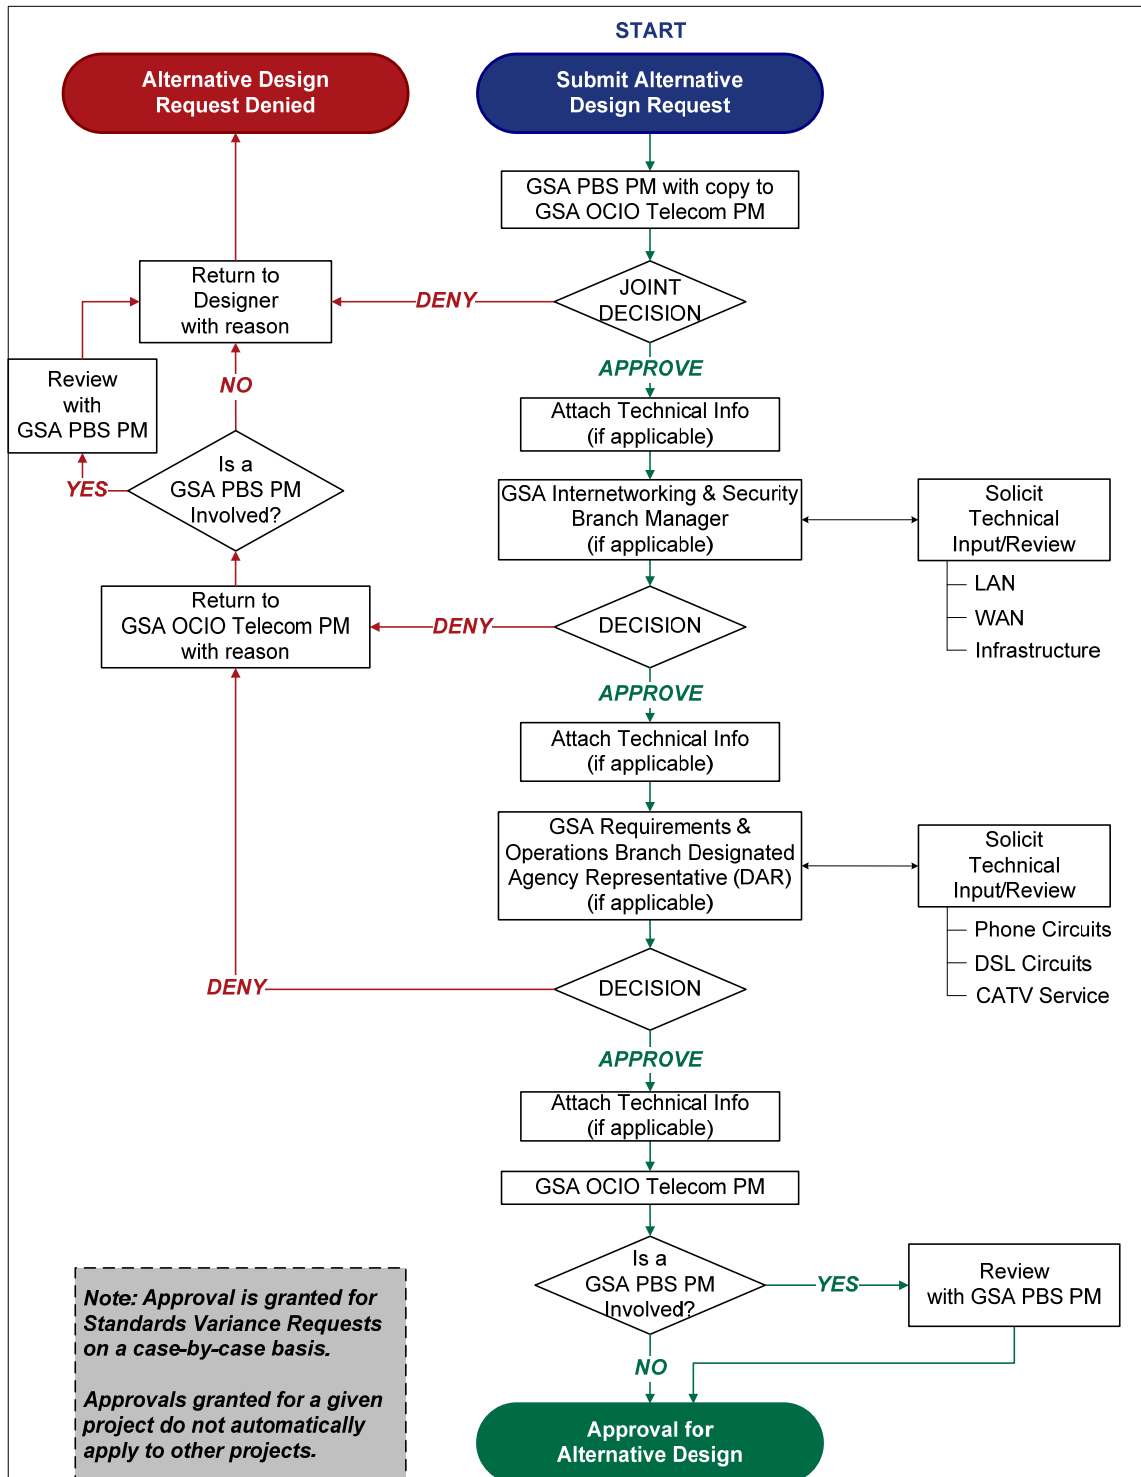 START
Alternative Design
Request Denied
Submit Alternative
Design Request
GSA PBS PM with copy to
GSA OCIO Telecom PM
Return to
Designer
with reason
DENY
JOINT
DECISION
APPROVE
Review
with
GSA PBS PM
NO
Attach Technical Info
(if applicable)
YES
Is a
GSA PBS PM
Involved?
GSA Internetworking & Security
Branch Manager
(if applicable)
Solicit
Technical
Input/Review
LAN
WAN
Infrastructure
Return to
GSA OCIO Telecom PM
with reason
DENY
DECISION
APPROVE
Attach Technical Info
(if applicable)
GSA Requirements &
Operations Branch Designated
Agency Representative (DAR)
(if applicable)
Solicit
Technical
Input/Review
Phone Circuits
DSL Circuits
CATV Service
DENY
DECISION
APPROVE
Attach Technical Info
(if applicable)
GSA OCIO Telecom PM
Is a
GSA PBS PM
Involved?
YES
Review
with GSA PBS PM
NO
Approval for
Alternative Design
Note: Approval is granted for
Standards Variance Requests
on a case-by-case basis.
Approvals granted for a given
project do not automatically
apply to other projects.